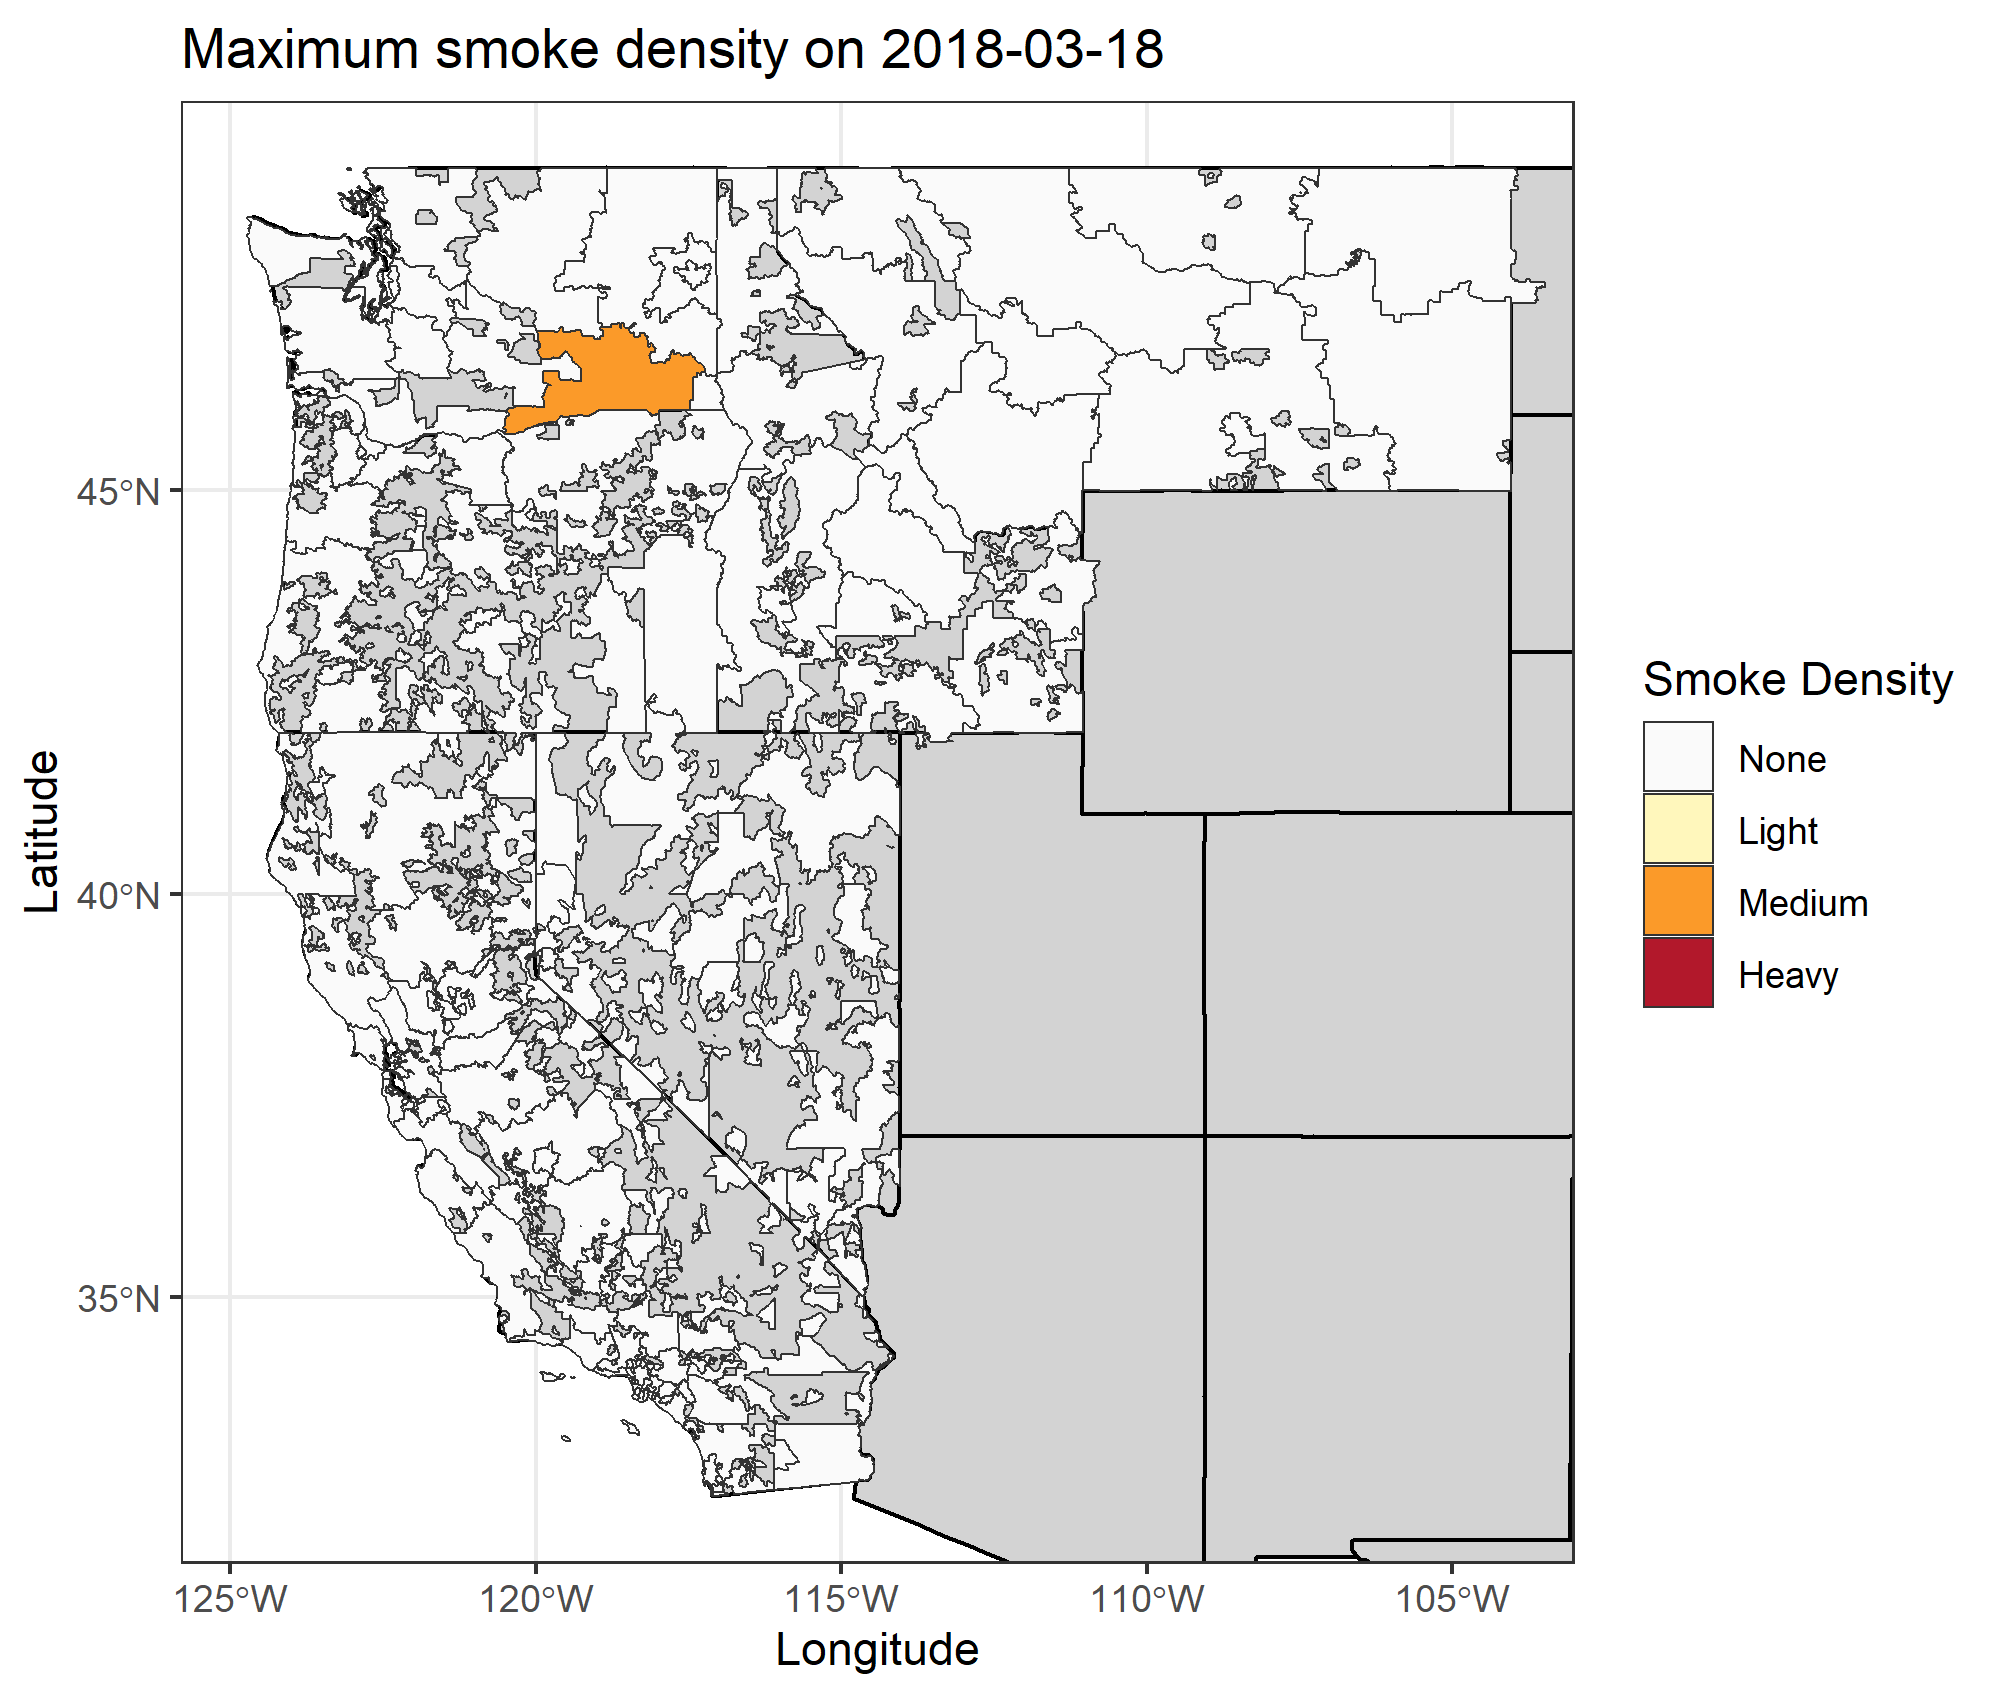 Maximum smoke density on 2018-03-18
45°N
40°N
35°N
Latitude
125°W
120°W
115°W
110°W
105°W
Longitude
Smoke Density
None
Light
Medium
Heavy